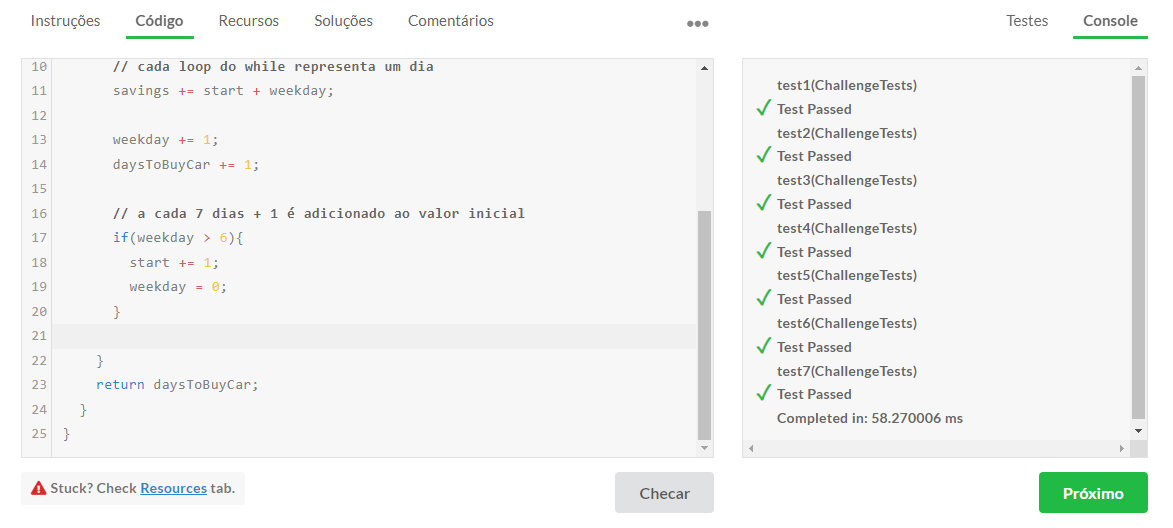 Instruções Código Recursos Soluções Comentários ••• Testes Console
10 // cada loop do while representa um dia
11 savings += start + weekday;
12
13 weekday += 1;
14 daysToBuyCar += 1;
15
16 // a cada 7 dias + 1 é adicionado ao valor inicial
17 if(weekday > 6){
18 start += 1;
19 weekday = 0;
20 }
21
22 }
23 return daysToBuyCar;
24 }
25 }
test1(ChallengeTests)
✓ Test Passed
test2(ChallengeTests)
✓ Test Passed
test3(ChallengeTests)
✓ Test Passed
test4(ChallengeTests)
✓ Test Passed
test5(ChallengeTests)
✓ Test Passed
test6(ChallengeTests)
✓ Test Passed
test7(ChallengeTests)
✓ Test Passed
Completed in: 58.270006 ms
Stuck? Check Resources tab.
Checar
Próximo